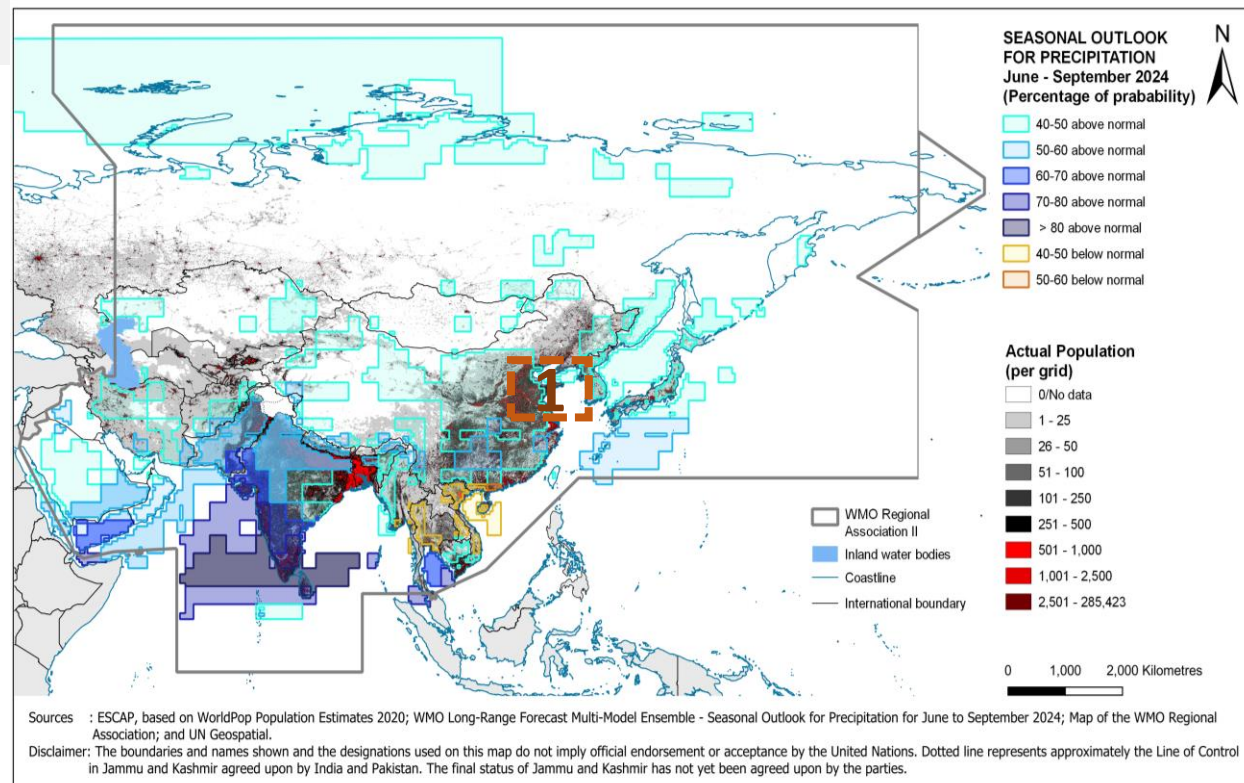 SEASONAL OUTLOOK
FOR PRECIPITATION
June - September 2024
(Percentage of prabability)
40-50 above normal
50-60 above normal
60-70 above normal
70-80 above normal
> 80 above normal
40-50 below normal
50-60 below normal
N
1
Actual Population
(per grid)
0/No data
1 - 25
26 - 50
51 - 100
101 - 250
251 - 500
501 - 1,000
1,001 - 2,500
2,501 - 285,423
WMO Regional
Association II
Inland water bodies
Coastline
International boundary
0 1,000 2,000 Kilometres
Sources : ESCAP, based on WorldPop Population Estimates 2020; WMO Long-Range Forecast Multi-Model Ensemble - Seasonal Outlook for Precipitation for June to September 2024; Map of the WMO Regional
Association; and UN Geospatial.
Disclaimer: The boundaries and names shown and the designations used on this map do not imply official endorsement or acceptance by the United Nations. Dotted line represents approximately the Line of Control
in Jammu and Kashmir agreed upon by India and Pakistan. The final status of Jammu and Kashmir has not yet been agreed upon by the parties.